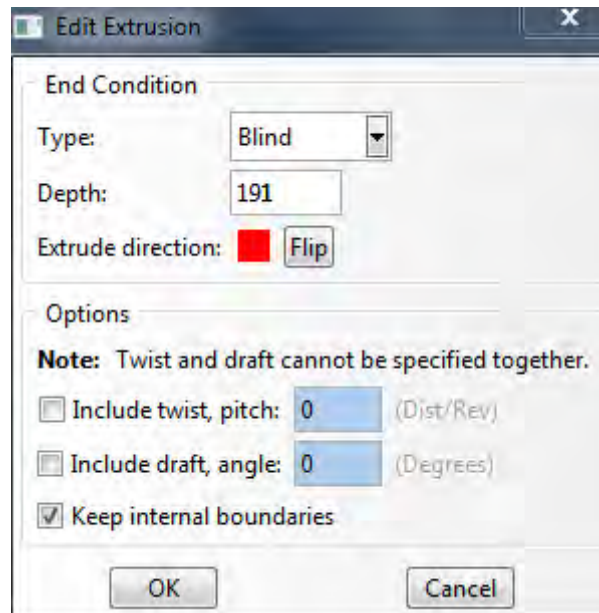 Edit Extrusion
X
End Condition
Type: Blind
Depth: 191
Extrude direction: Flip
Options
Note: Twist and draft cannot be specified together.
Include twist, pitch: 0 (Dist/Rev)
Include draft, angle: 0 (Degrees)
Keep internal boundaries
OK Cancel